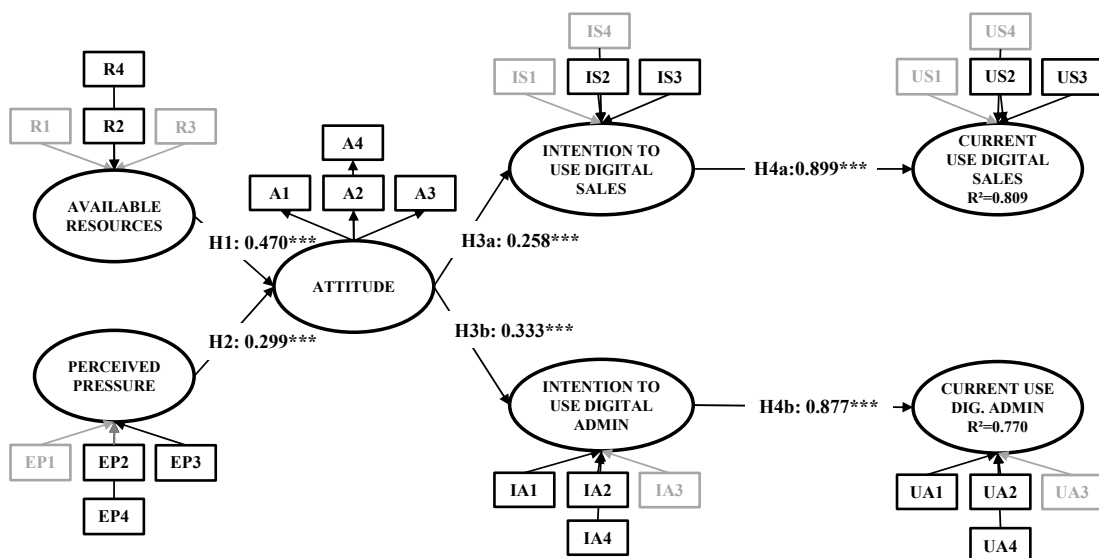 IS4
US4
R4
IS1
IS2
IS3
US1
US2
US3
R1
R2
R3
A4
INTENTION TO
USE DIGITAL
SALES
H4a:0.899***
CURRENT
USE DIGITAL
SALES
R²=0.809
A1
A2
A3
AVAILABLE
RESOURCES
H1: 0.470***
H3a: 0.258***
ATTITUDE
H2: 0.299***
H3b: 0.333***
PERCEIVED
PRESSURE
INTENTION TO
USE DIGITAL
ADMIN
H4b: 0.877***
CURRENT USE
DIG. ADMIN
R²=0.770
EP1
EP2
EP3
IA1
IA2
IA3
UA1
UA2
UA3
EP4
IA4
UA4